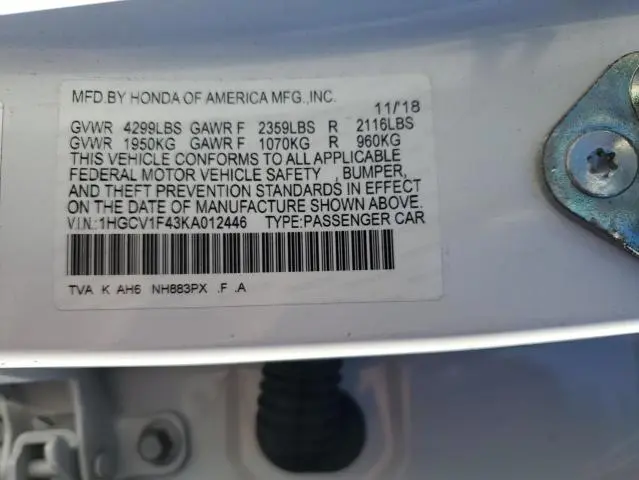 MFD.BY HONDA OF AMERICA MFG.,INC.
11/18
GVWR 4299LBS GAWR F 2359LBS R 2116LBS
GVWR 1950KG GAWR F 1070KG R 960KG
THIS VEHICLE CONFORMS TO ALL APPLICABLE
FEDERAL MOTOR VEHICLE SAFETY , BUMPER,
AND THEFT PREVENTION STANDARDS IN EFFECT
ON THE DATE OF MANUFACTURE SHOWN ABOVE.
V.I.N.:1HGCV1F43KA012446 TYPE:PASSENGER CAR
TVA K AH6 NH883PX .F .A